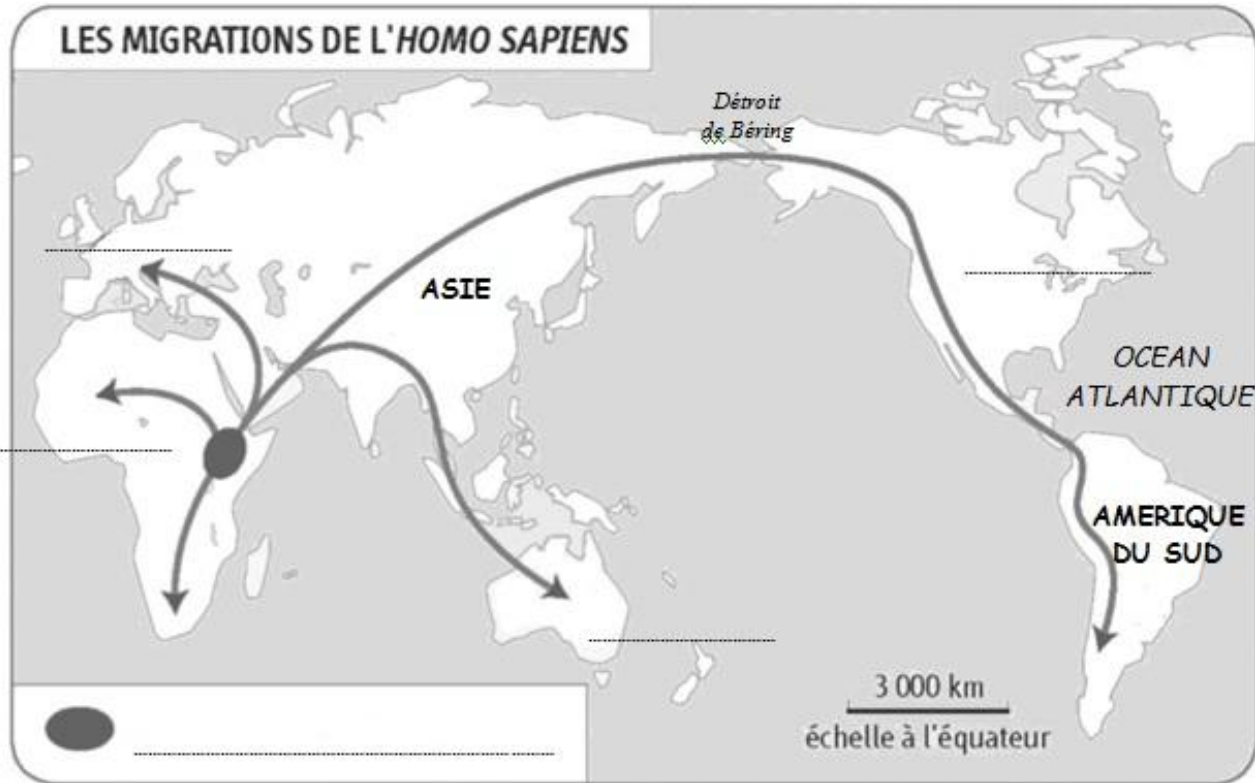 LES MIGRATIONS DE L'HOMO SAPIENS
Détroit
de Béring
ASIE
OCEAN
ATLANTIQUE
AMERIQUE
DU SUD
3 000 km
échelle à l'équateur